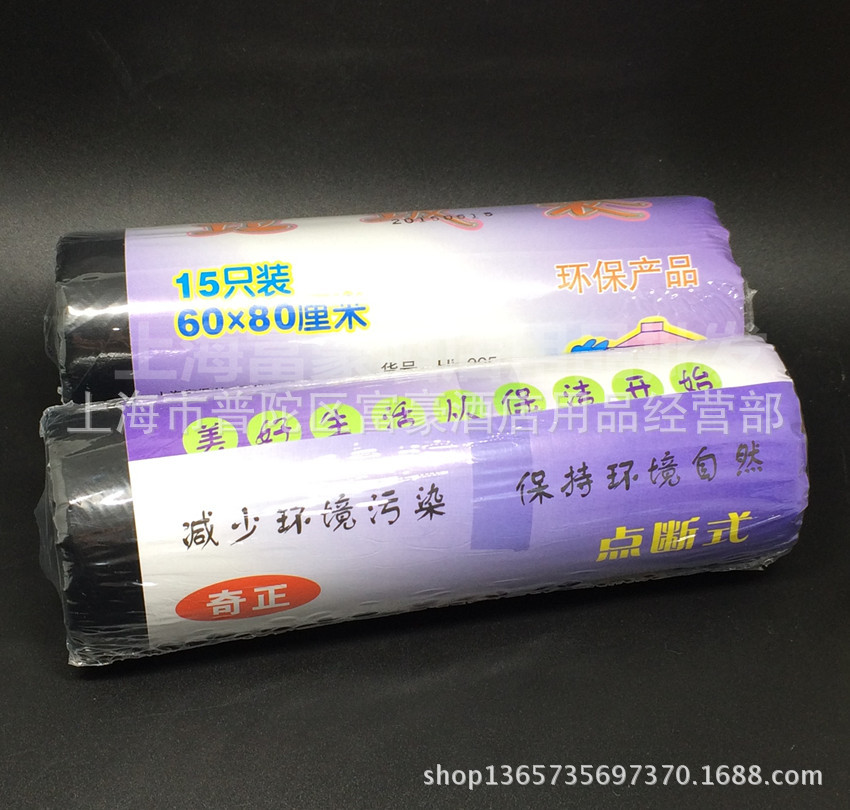 20160615
15只装
60×80厘米
环保产品
货号
上海市普陀区富豪酒店用品经营部
美好生活从保洁开始
减少环境污染 保持环境自然
点断式
奇正
shop1365735697370.1688.com